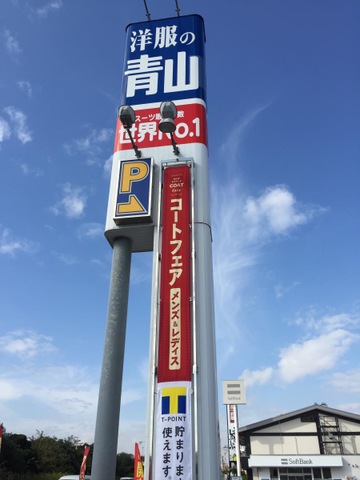 洋服の
青山
スーツ販売着数
世界No.1
P
COAT
コートフェア
メンズ&レディス
T-POINT
貯まります
使えます。
SoftBank
SoftBank